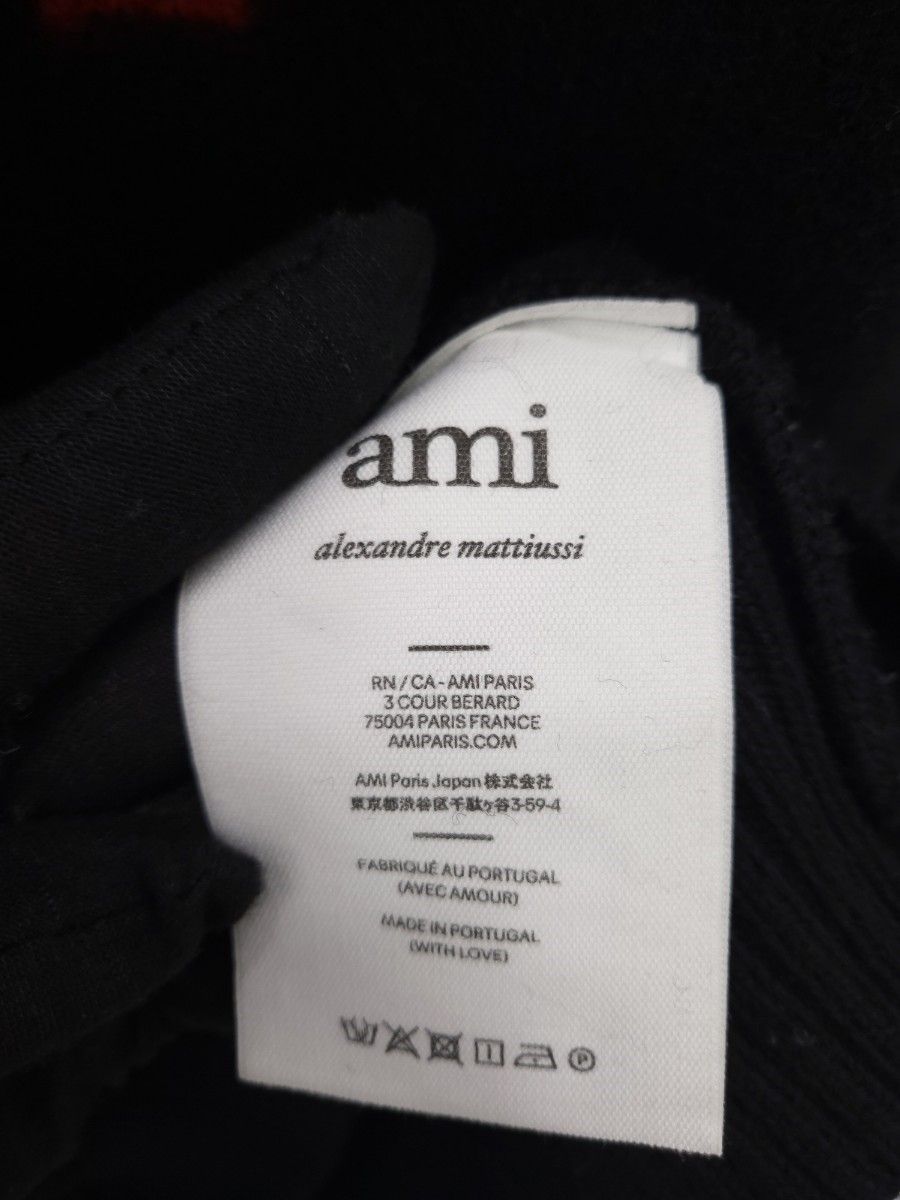 ami
alexandre mattiussi
RN / CA - AMI PARIS
3 COUR BERARD
75004 PARIS FRANCE
AMIPARIS.COM
AMI Paris Japan 株式会社
東京都渋谷区千駄ヶ谷3-59-4
FABRIQUÉ AU PORTUGAL
(AVEC AMOUR)
MADE IN PORTUGAL
(WITH LOVE)
P